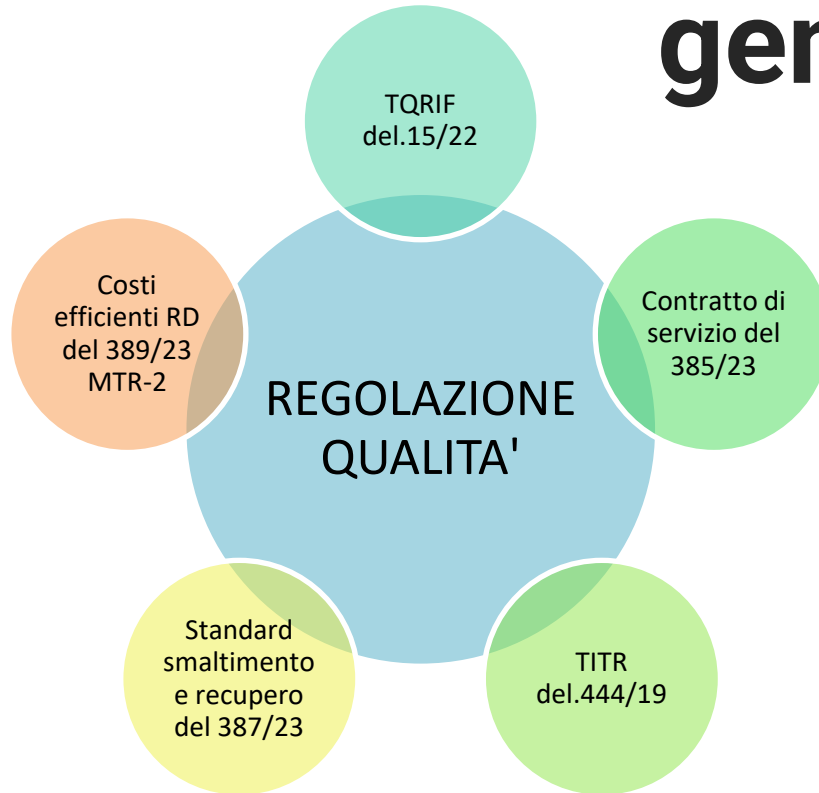 gen
TQRIF
del.15/22
Costi
efficienti RD
del 389/23
MTR-2
Contratto di
servizio del
385/23
REGOLAZIONE
QUALITA'
Standard
smaltimento
e recupero
del 387/23
TITR
del.444/19